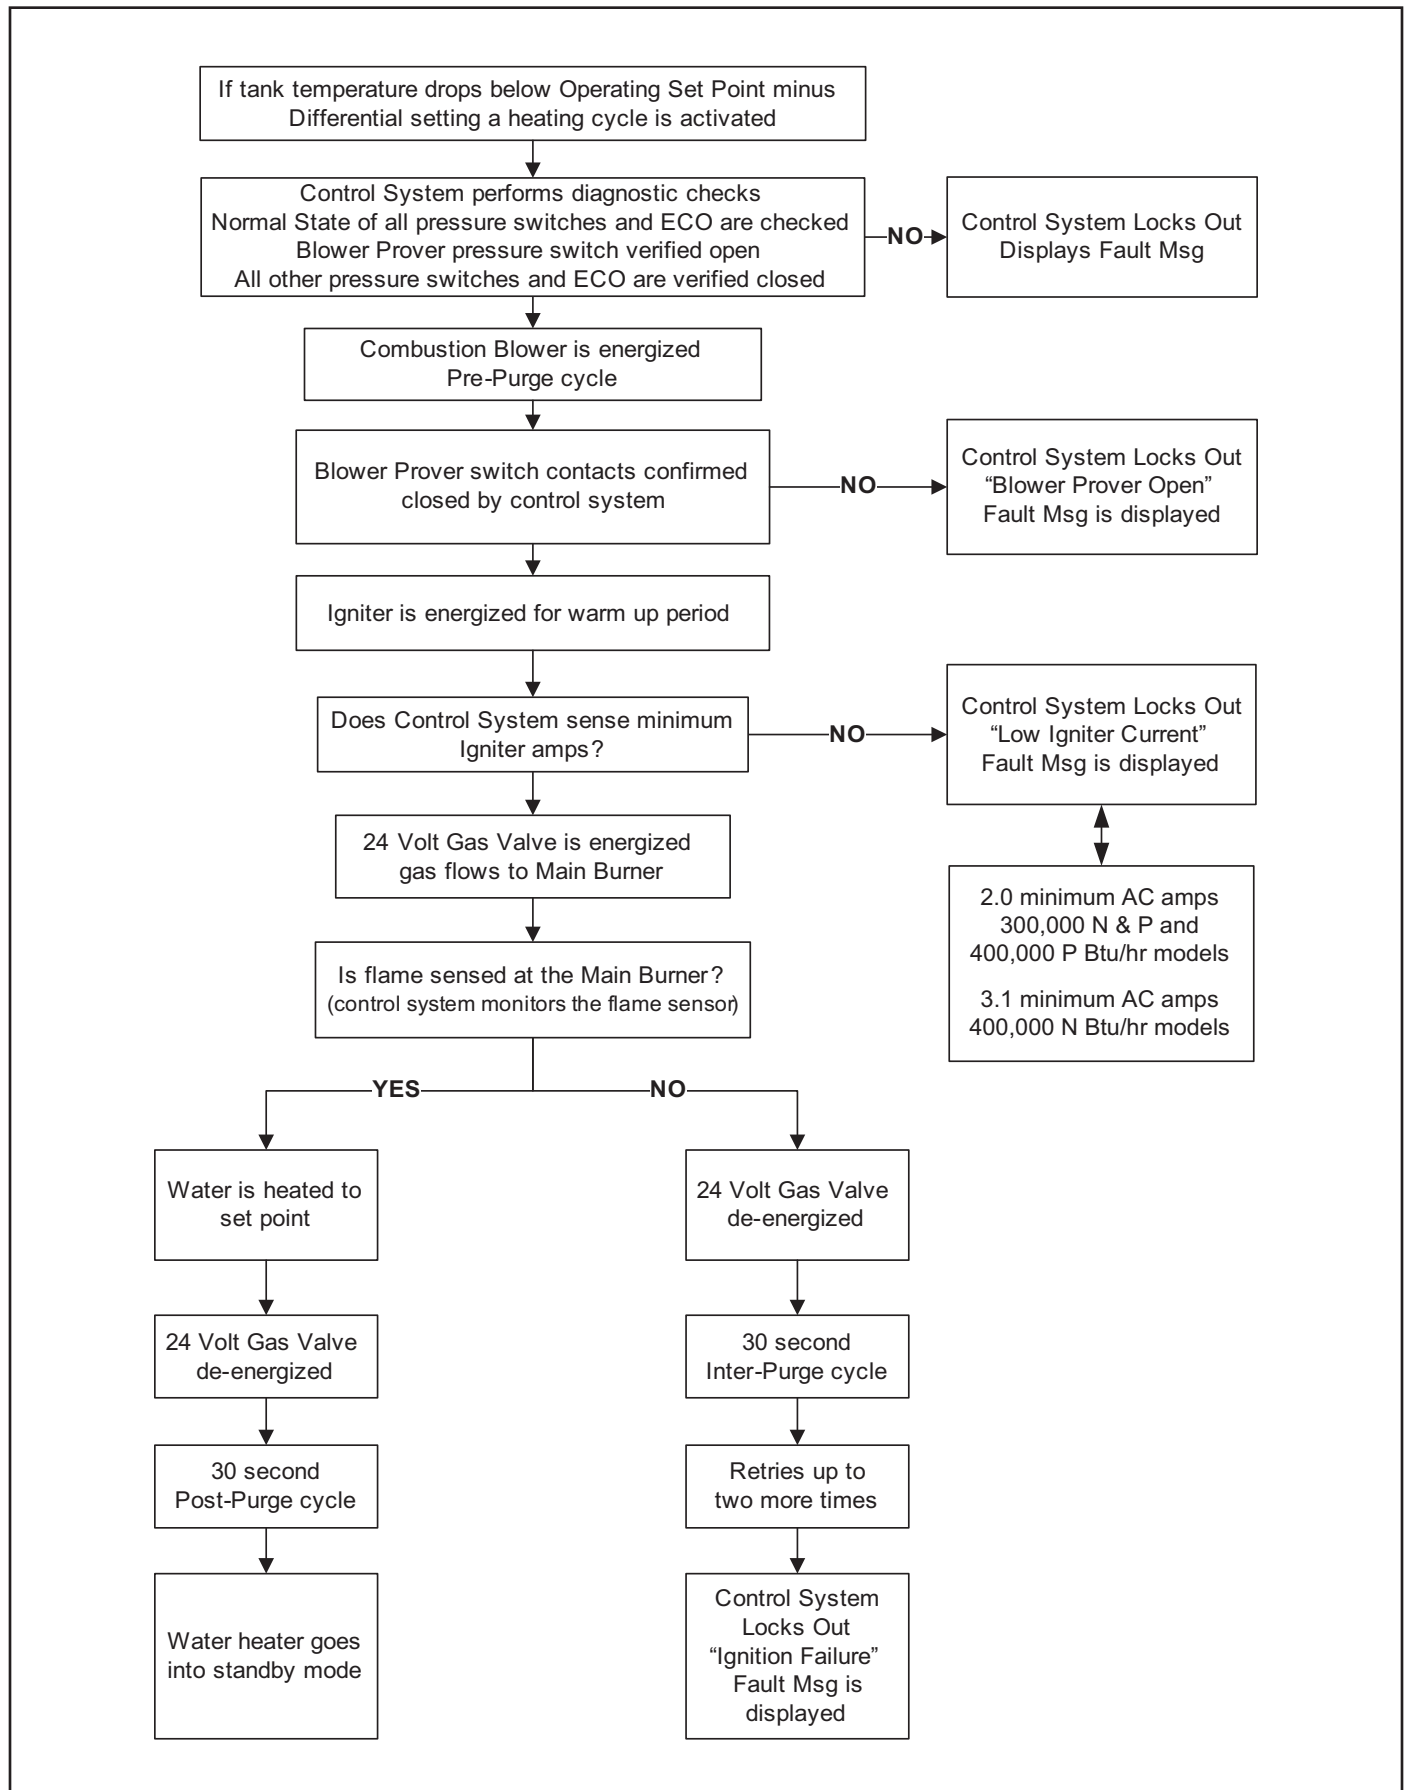 If tank temperature drops below Operating Set Point minus
Differential setting a heating cycle is activated
Control System performs diagnostic checks
Normal State of all pressure switches and ECO are checked
Blower Prover pressure switch verified open
All other pressure switches and ECO are verified closed
NO
Control System Locks Out
Displays Fault Msg
Combustion Blower is energized
Pre-Purge cycle
Blower Prover switch contacts confirmed
closed by control system
NO
Control System Locks Out
“Blower Prover Open”
Fault Msg is displayed
Igniter is energized for warm up period
Does Control System sense minimum
Igniter amps?
NO
Control System Locks Out
“Low Igniter Current”
Fault Msg is displayed
2.0 minimum AC amps
300,000 N & P and
400,000 P Btu/hr models
3.1 minimum AC amps
400,000 N Btu/hr models
24 Volt Gas Valve is energized
gas flows to Main Burner
Is flame sensed at the Main Burner?
(control system monitors the flame sensor)
YES
NO
Water is heated to
set point
24 Volt Gas Valve
de-energized
30 second
Post-Purge cycle
Water heater goes
into standby mode
24 Volt Gas Valve
de-energized
30 second
Inter-Purge cycle
Retries up to
two more times
Control System
Locks Out
“Ignition Failure”
Fault Msg is
displayed